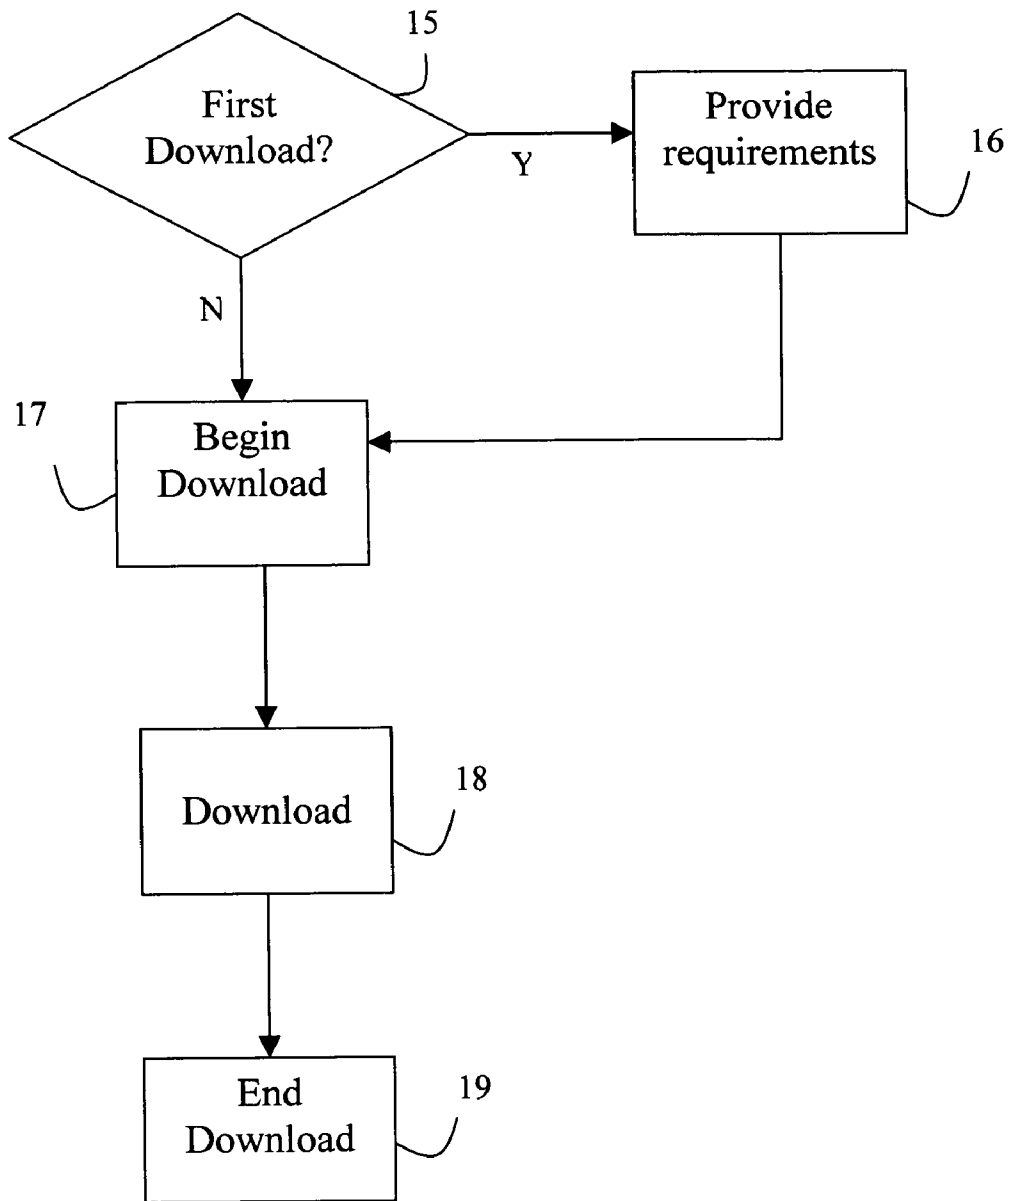 15
First
Download?
Y
Provide
requirements
16
N
17
Begin
Download
Download
18
End
Download
19